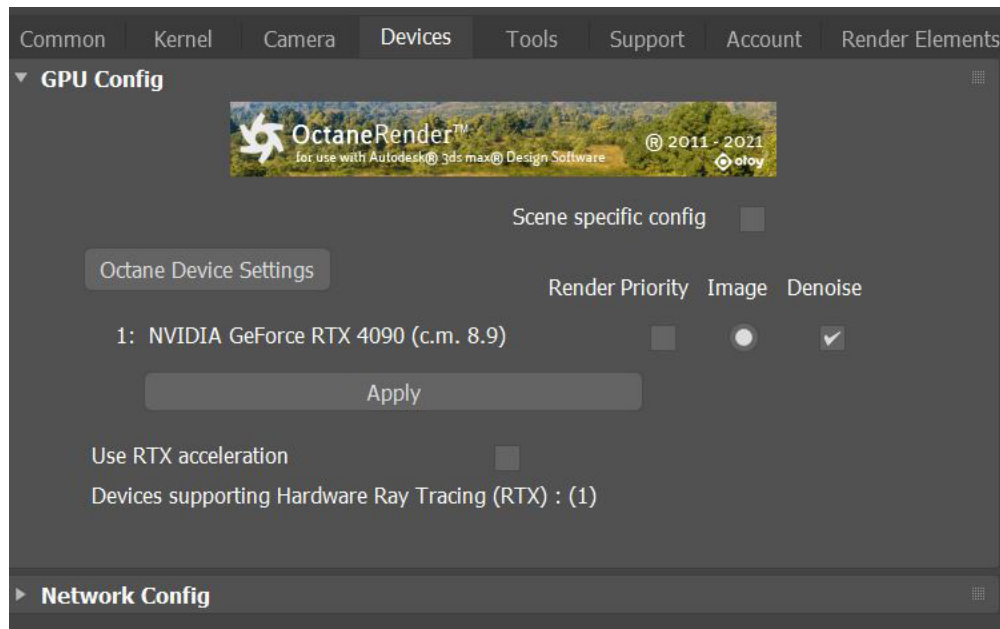 Common Kernel Camera Devices Tools Support Account Render Elements
GPU Config
OctaneRender™
for use with Autodesk® 3ds max® Design Software
® 2011 - 2021
otoy
Scene specific config
Octane Device Settings
Render Priority Image Denoise
1: NVIDIA GeForce RTX 4090 (c.m. 8.9)
Apply
Use RTX acceleration
Devices supporting Hardware Ray Tracing (RTX) : (1)
Network Config